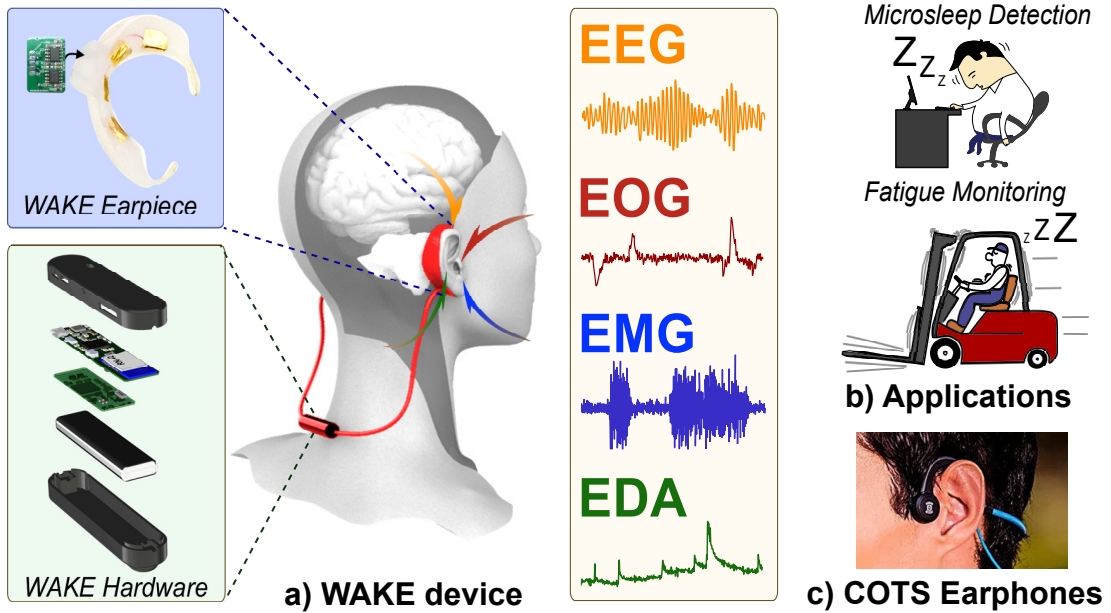 WAKE Earpiece
WAKE Hardware
a) WAKE device
EEG
EOG
EMG
EDA
Microsleep Detection
Z Z z
Fatigue Monitoring
z Z Z
b) Applications
c) COTS Earphones